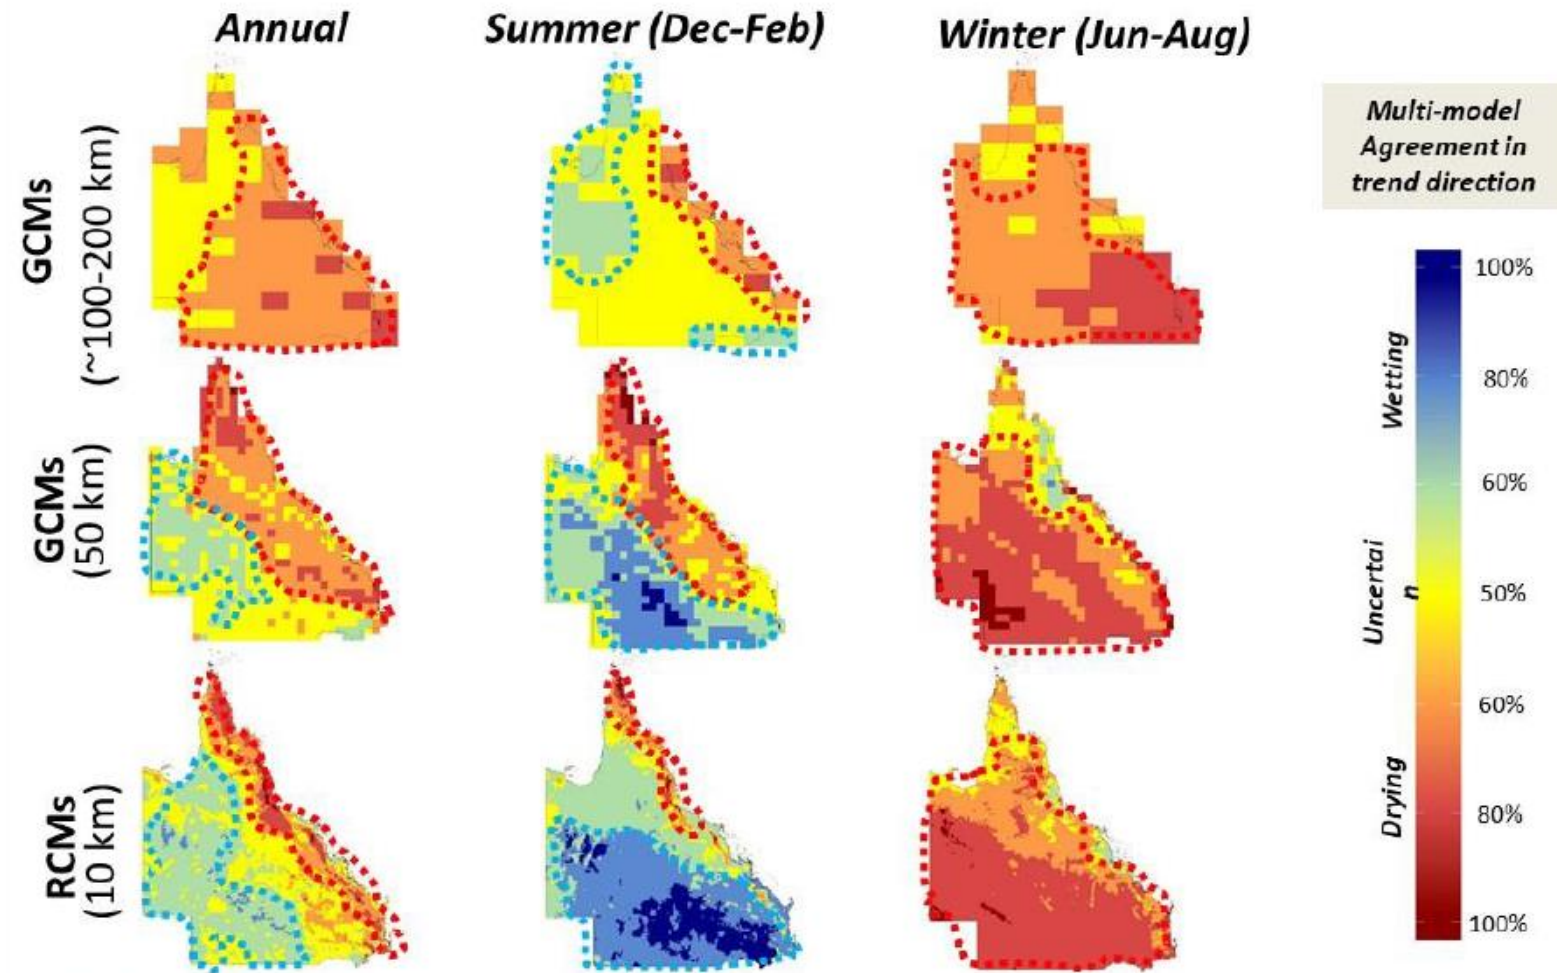 Annual
Summer (Dec-Feb)
Winter (Jun-Aug)
GCMs
(~100-200 km)
GCMs
(50 km)
RCMs
(10 km)
Multi-model
Agreement in
trend direction
Wetting
Uncertai
n
Drying
100%
80%
60%
50%
60%
80%
100%